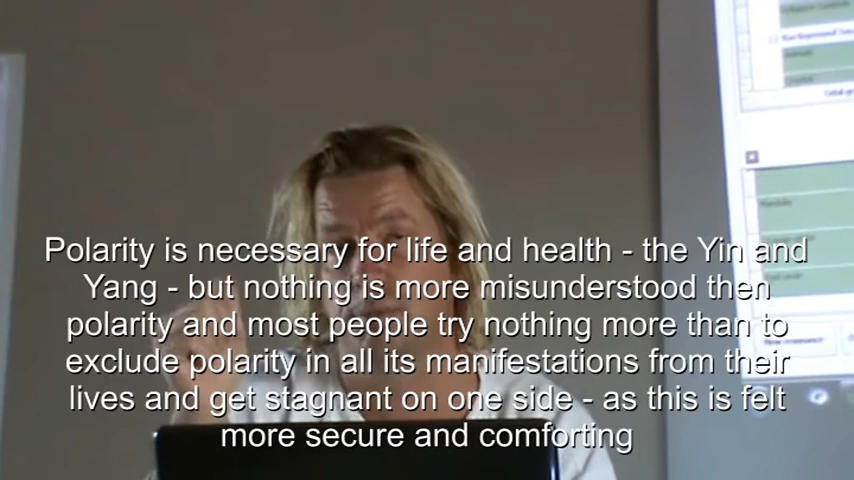 Background Ima
Polarity is necessary for life and health - the Yin and
Yang - but nothing is more misunderstood then
polarity and most people try nothing more than to
exclude polarity in all its manifestations from their
lives and get stagnant on one side - as this is felt
more secure and comforting